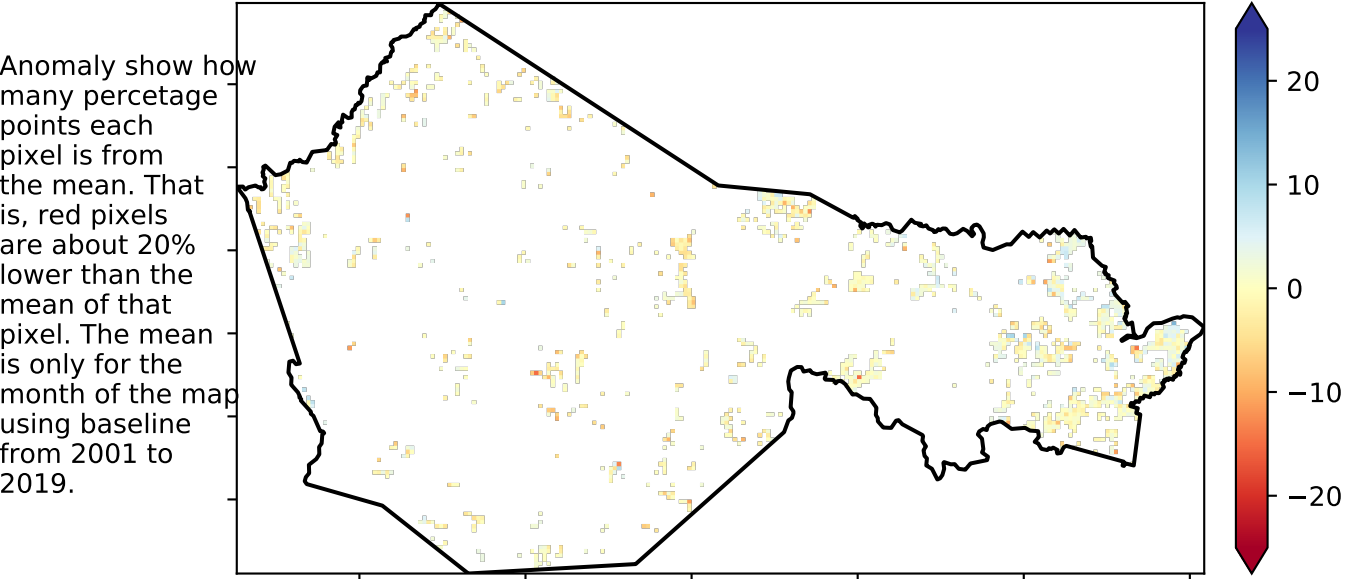 Anomaly show how
many percetage
points each
pixel is from
the mean. That
is, red pixels
are about 20%
lower than the
mean of that
pixel. The mean
is only for the
month of the map
using baseline
from 2001 to
2019.
20
10
0
−10
−20